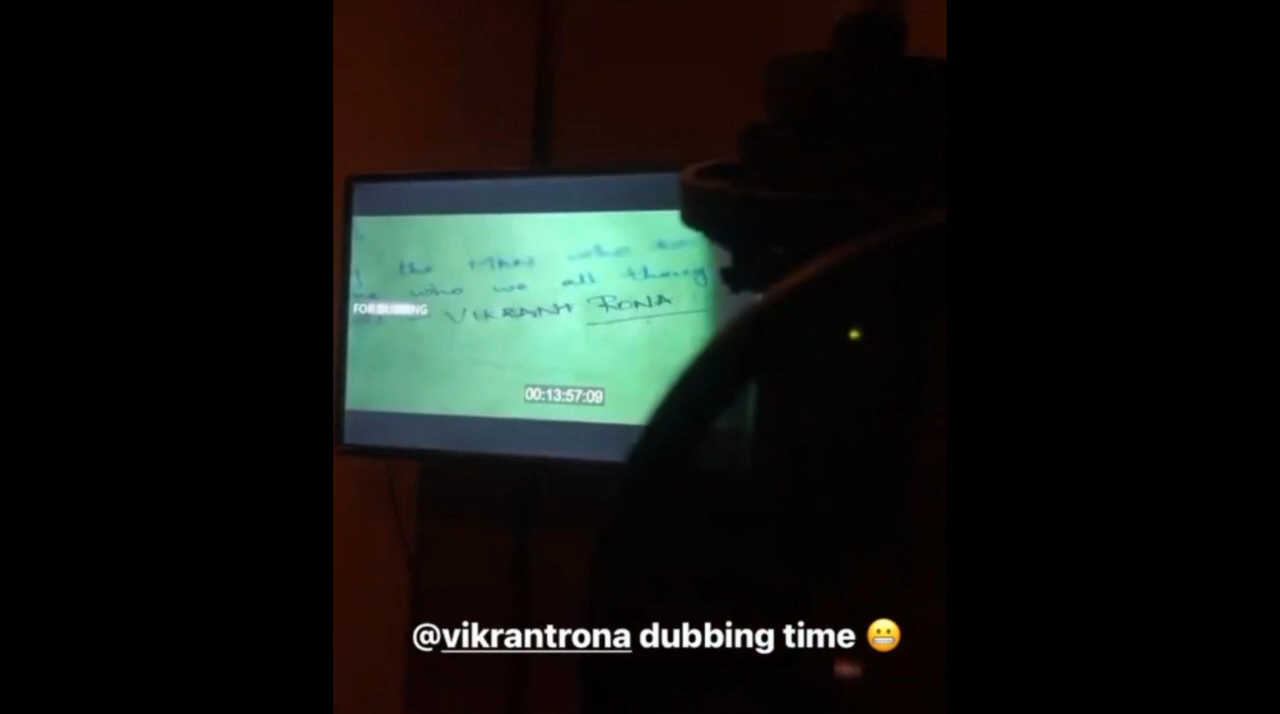 the Man who
who we all
FOR DUBBING
VIKRANT RONA
00:13:57:09
@vikrantrona dubbing time 😬